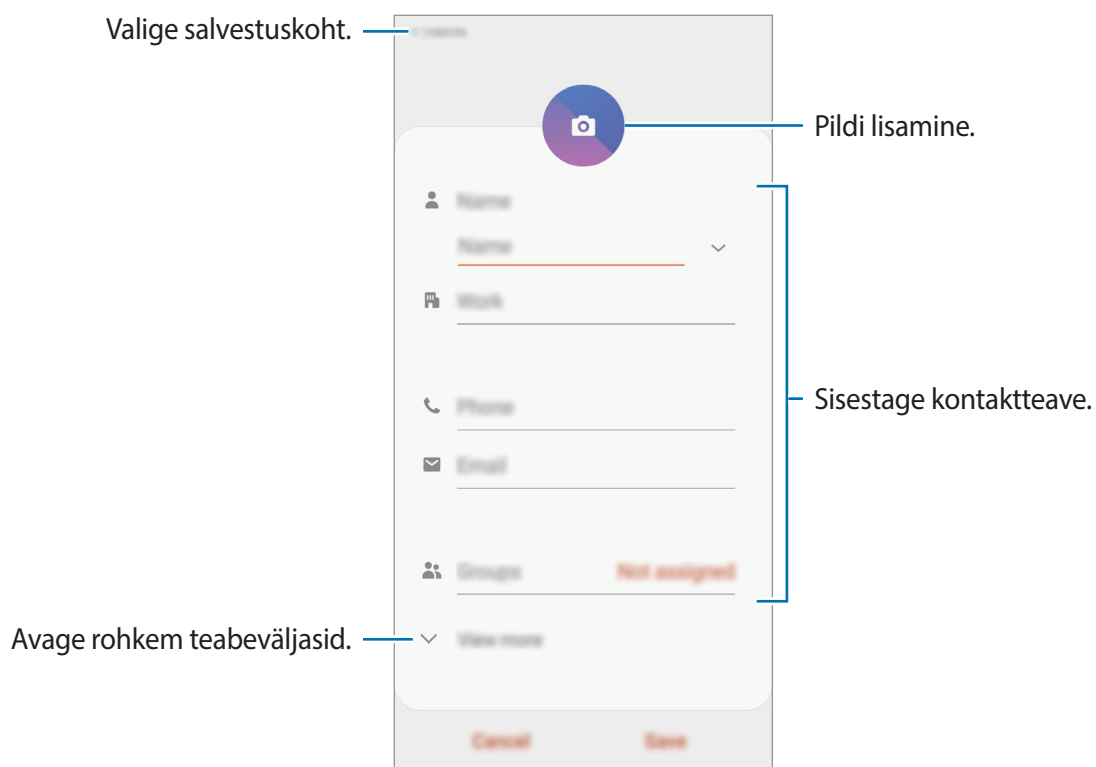 Valige salvestuskoht.
Pildi lisamine.
Name
Name
Work
Phone
Sisestage kontaktteave.
Email
Groups Not assigned
Avage rohkem teabeväljasid.
View more
Cancel Save